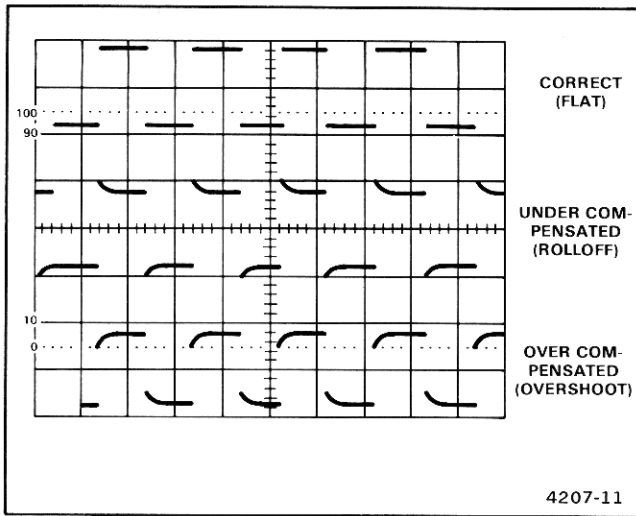 CORRECT
(FLAT)
100
90
UNDER COM-
PENSATED
(ROLLOFF)
10
0
OVER COM-
PENSATED
(OVERSHOOT)
4207-11